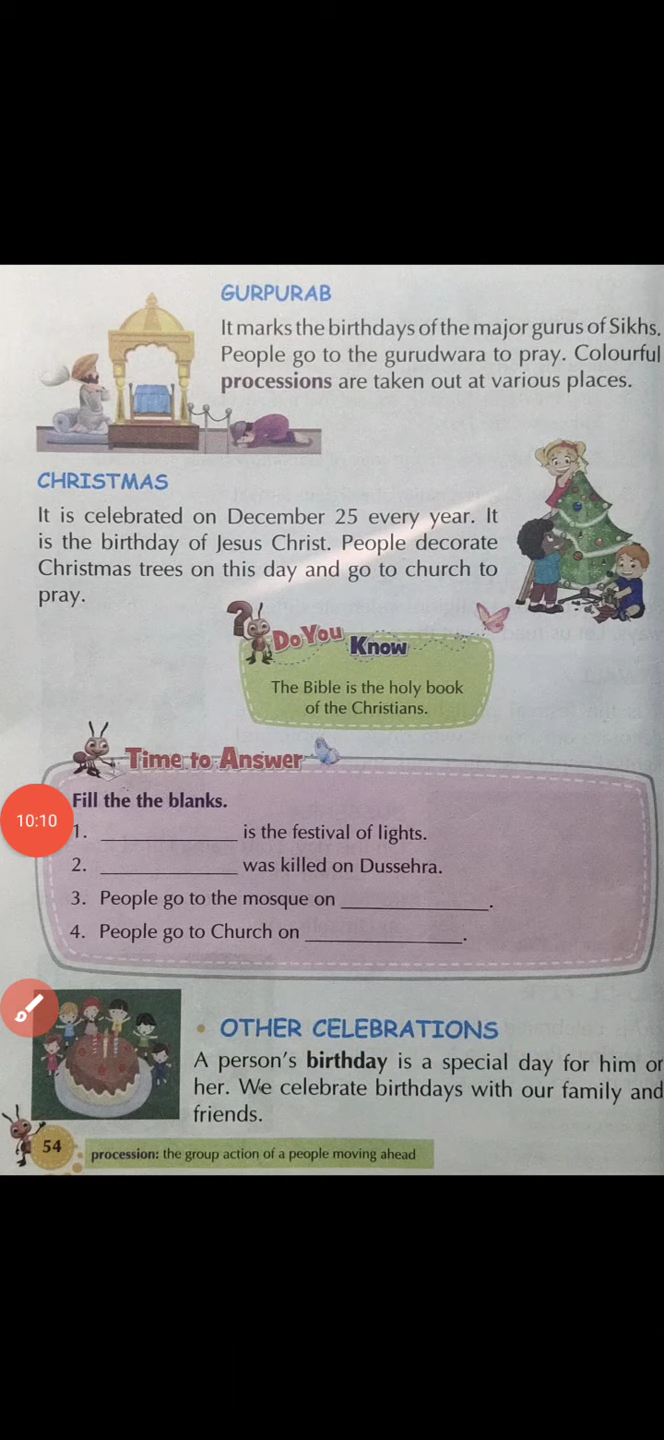 GURPURAB
It marks the birthdays of the major gurus of Sikhs.
People go to the gurudwara to pray. Colourful
processions are taken out at various places.
CHRISTMAS
It is celebrated on December 25 every year. It
is the birthday of Jesus Christ. People decorate
Christmas trees on this day and go to church to
pray.
?
Do You Know
The Bible is the holy book
of the Christians.
Time to Answer
Fill the the blanks.
10:10
1. ______________ is the festival of lights.
2. ______________ was killed on Dussehra.
3. People go to the mosque on _______________.
4. People go to Church on ________________.
• OTHER CELEBRATIONS
A person's birthday is a special day for him or
her. We celebrate birthdays with our family and
friends.
54
procession: the group action of a people moving ahead